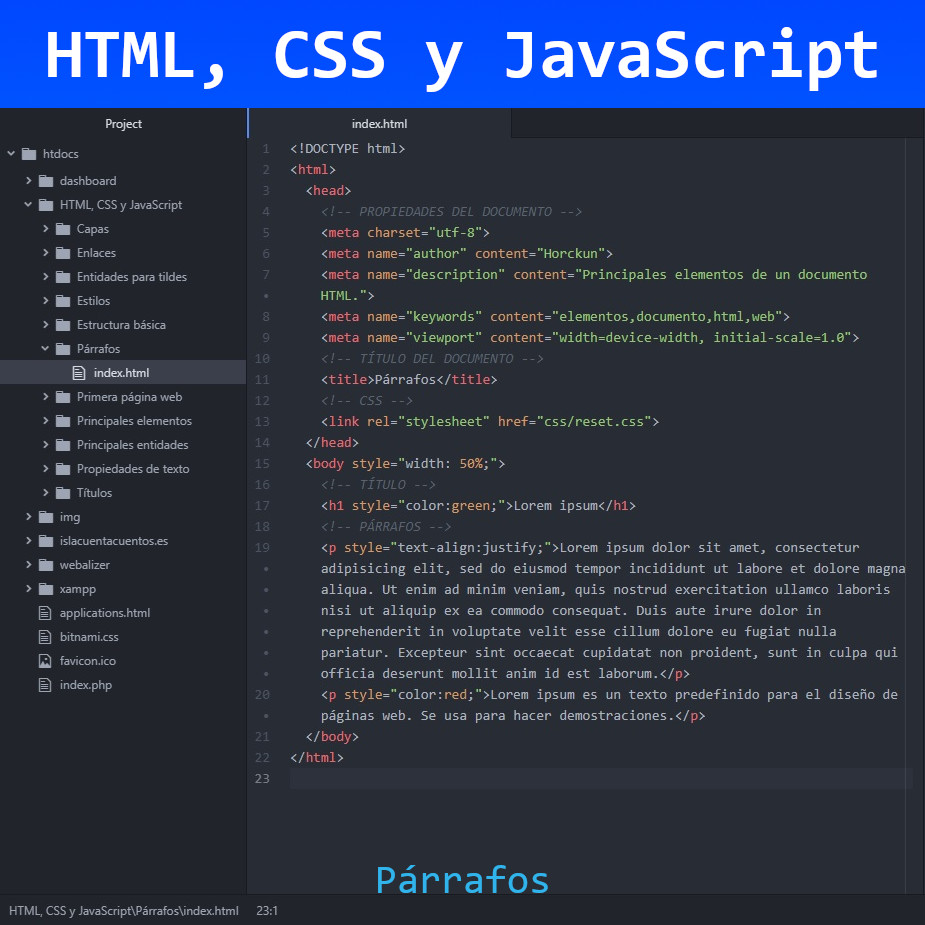 HTML, CSS y JavaScript
Project
htdocs
dashboard
HTML, CSS y JavaScript
Capas
Enlaces
Entidades para tildes
Estilos
Estructura básica
Párrafos
index.html
Primera página web
Principales elementos
Principales entidades
Propiedades de texto
Títulos
img
islacuentacuentos.es
webalizer
xampp
applications.html
bitnami.css
favicon.ico
index.php
index.html
1 <!DOCTYPE html>
2 <html>
3 <head>
4 <!-- PROPIEDADES DEL DOCUMENTO -->
5 <meta charset="utf-8">
6 <meta name="author" content="Horckun">
7 <meta name="description" content="Principales elementos de un documento
• HTML.">
8 <meta name="keywords" content="elementos,documento,html,web">
9 <meta name="viewport" content="width=device-width, initial-scale=1.0">
10 <!-- TÍTULO DEL DOCUMENTO -->
11 <title>Párrafos</title>
12 <!-- CSS -->
13 <link rel="stylesheet" href="css/reset.css">
14 </head>
15 <body style="width: 50%;">
16 <!-- TÍTULO -->
17 <h1 style="color:green;">Lorem ipsum</h1>
18 <!-- PÁRRAFOS -->
19 <p style="text-align:justify;">Lorem ipsum dolor sit amet, consectetur
• adipisicing elit, sed do eiusmod tempor incididunt ut labore et dolore magna
• aliqua. Ut enim ad minim veniam, quis nostrud exercitation ullamco laboris
• nisi ut aliquip ex ea commodo consequat. Duis aute irure dolor in
• reprehenderit in voluptate velit esse cillum dolore eu fugiat nulla
• pariatur. Excepteur sint occaecat cupidatat non proident, sunt in culpa qui
• officia deserunt mollit anim id est laborum.</p>
20 <p style="color:red;">Lorem ipsum es un texto predefinido para el diseño de
• páginas web. Se usa para hacer demostraciones.</p>
21 </body>
22 </html>
23
Párrafos
HTML, CSS y JavaScript\Párrafos\index.html 23:1